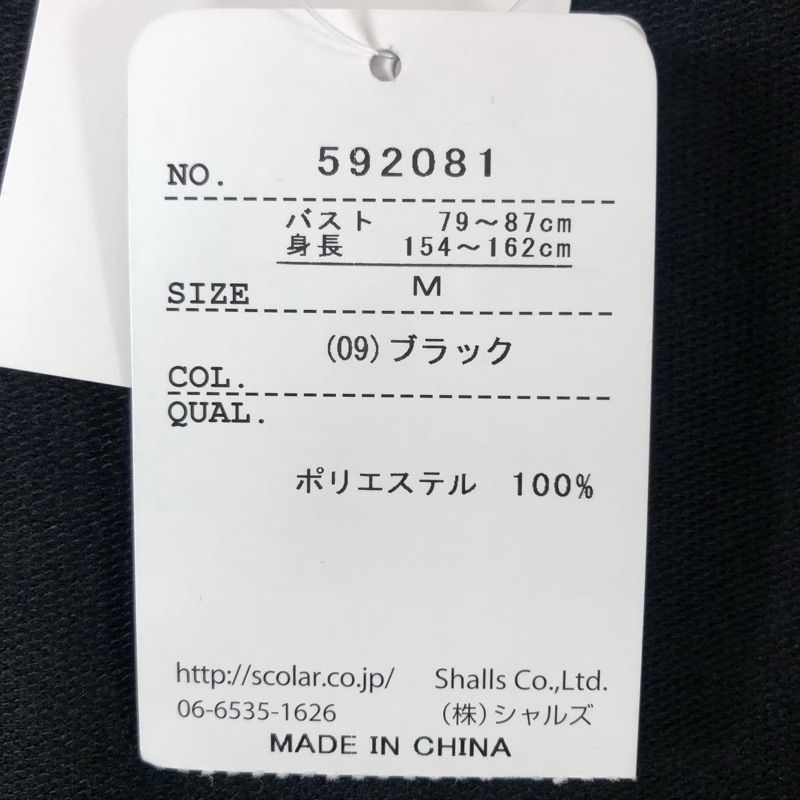 NO. 592081
バスト 79～87cm
身長 154～162cm
SIZE M
(09)ブラック
COL.
QUAL.
ポリエステル 100%
http://scolar.co.jp/ Shalls Co.,Ltd.
06-6535-1626 (株)シャルズ
MADE IN CHINA